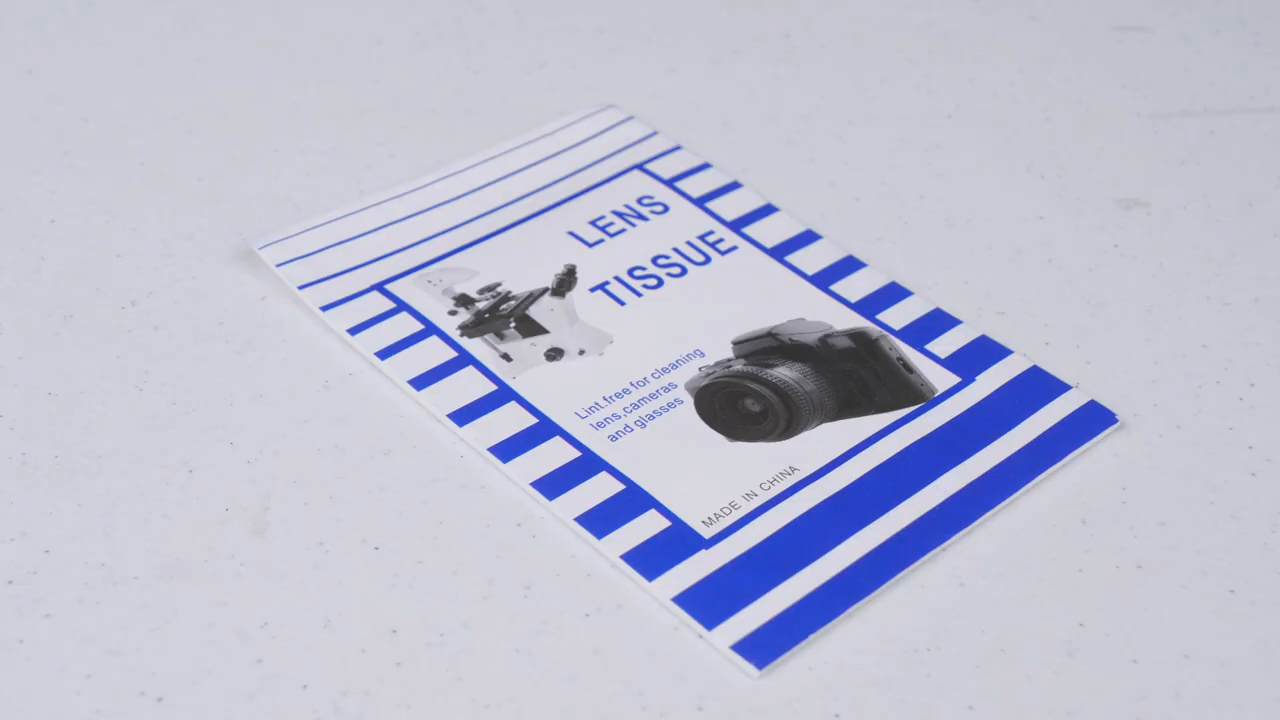 LENS
TISSUE
Lint.free for cleaning
lens,cameras
and glasses
MADE IN CHINA